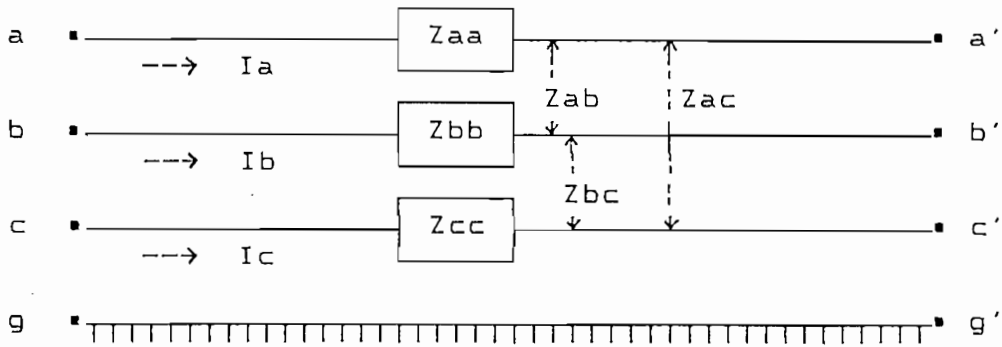 a Zaa a'
---> Ia
Zab Zac
b Zbb b'
---> Ib
Zbc
c Zcc c'
---> Ic
g g'